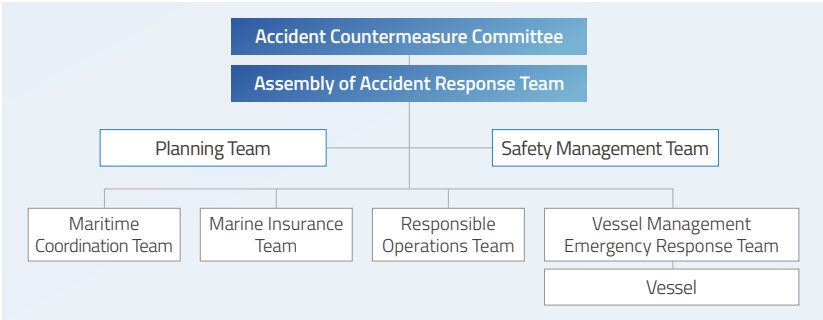 Accident Countermeasure Committee
Assembly of Accident Response Team
Planning Team
Safety Management Team
Maritime
Coordination Team
Marine Insurance
Team
Responsible
Operations Team
Vessel Management
Emergency Response Team
Vessel